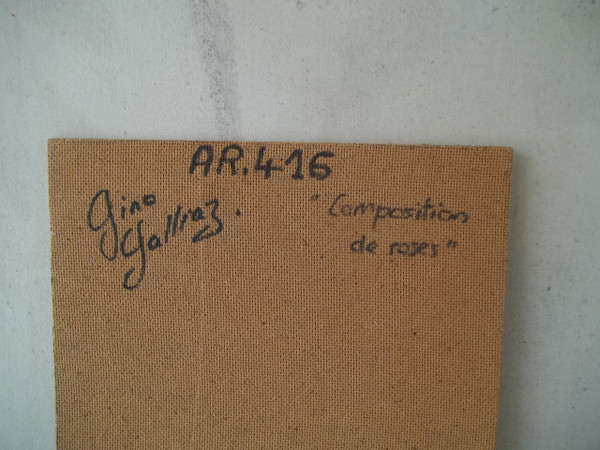 AR.416
Gino
Gallraz.
"Composition
de roses"